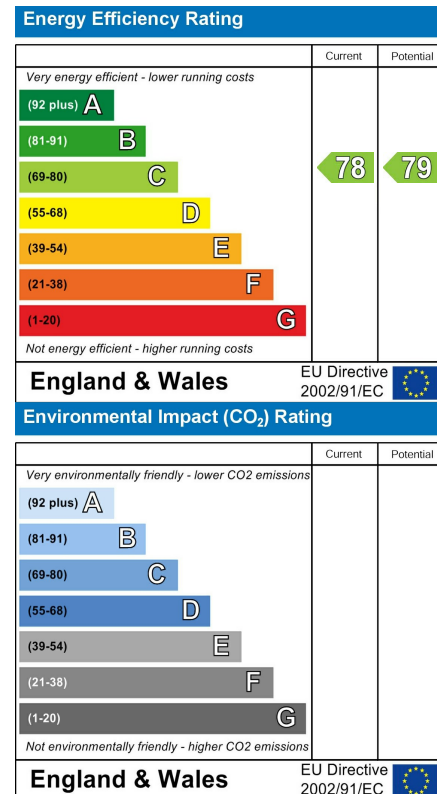 Energy Efficiency Rating
Current Potential
Very energy efficient - lower running costs
(92 plus) A
(81-91) B
(69-80) C
78 79
(55-68) D
(39-54) E
(21-38) F
(1-20) G
Not energy efficient - higher running costs
England & Wales
EU Directive
2002/91/EC
Environmental Impact (CO₂) Rating
Current Potential
Very environmentally friendly - lower CO2 emissions
(92 plus) A
(81-91) B
(69-80) C
(55-68) D
(39-54) E
(21-38) F
(1-20) G
Not environmentally friendly - higher CO2 emissions
England & Wales
EU Directive
2002/91/EC